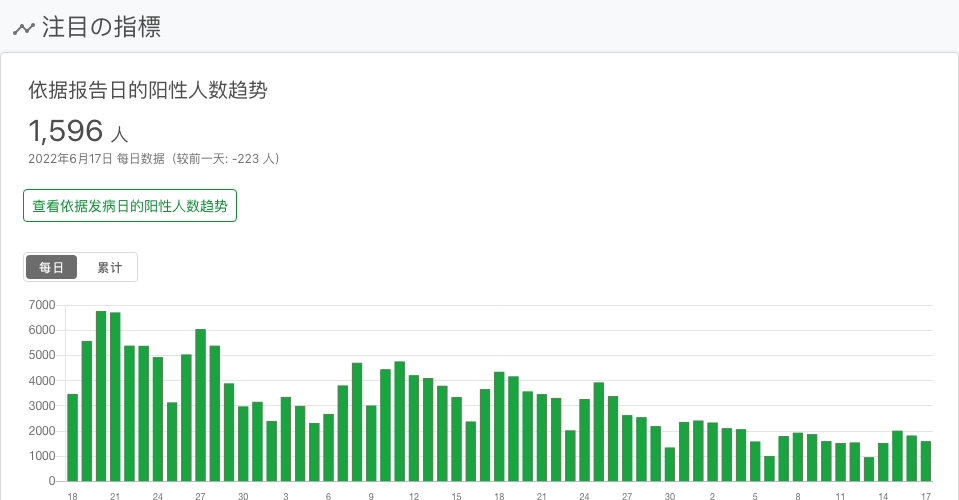 注目の指標
依据报告日的阳性人数趋势
1,596 人
2022年6月17日 每日数据（较前一天: -223 人）
查看依据发病日的阳性人数趋势
每日 累计
7000
6000
5000
4000
3000
2000
1000
0
18 21 24 27 30 3 6 9 12 15 18 21 24 27 30 2 5 8 11 14 17